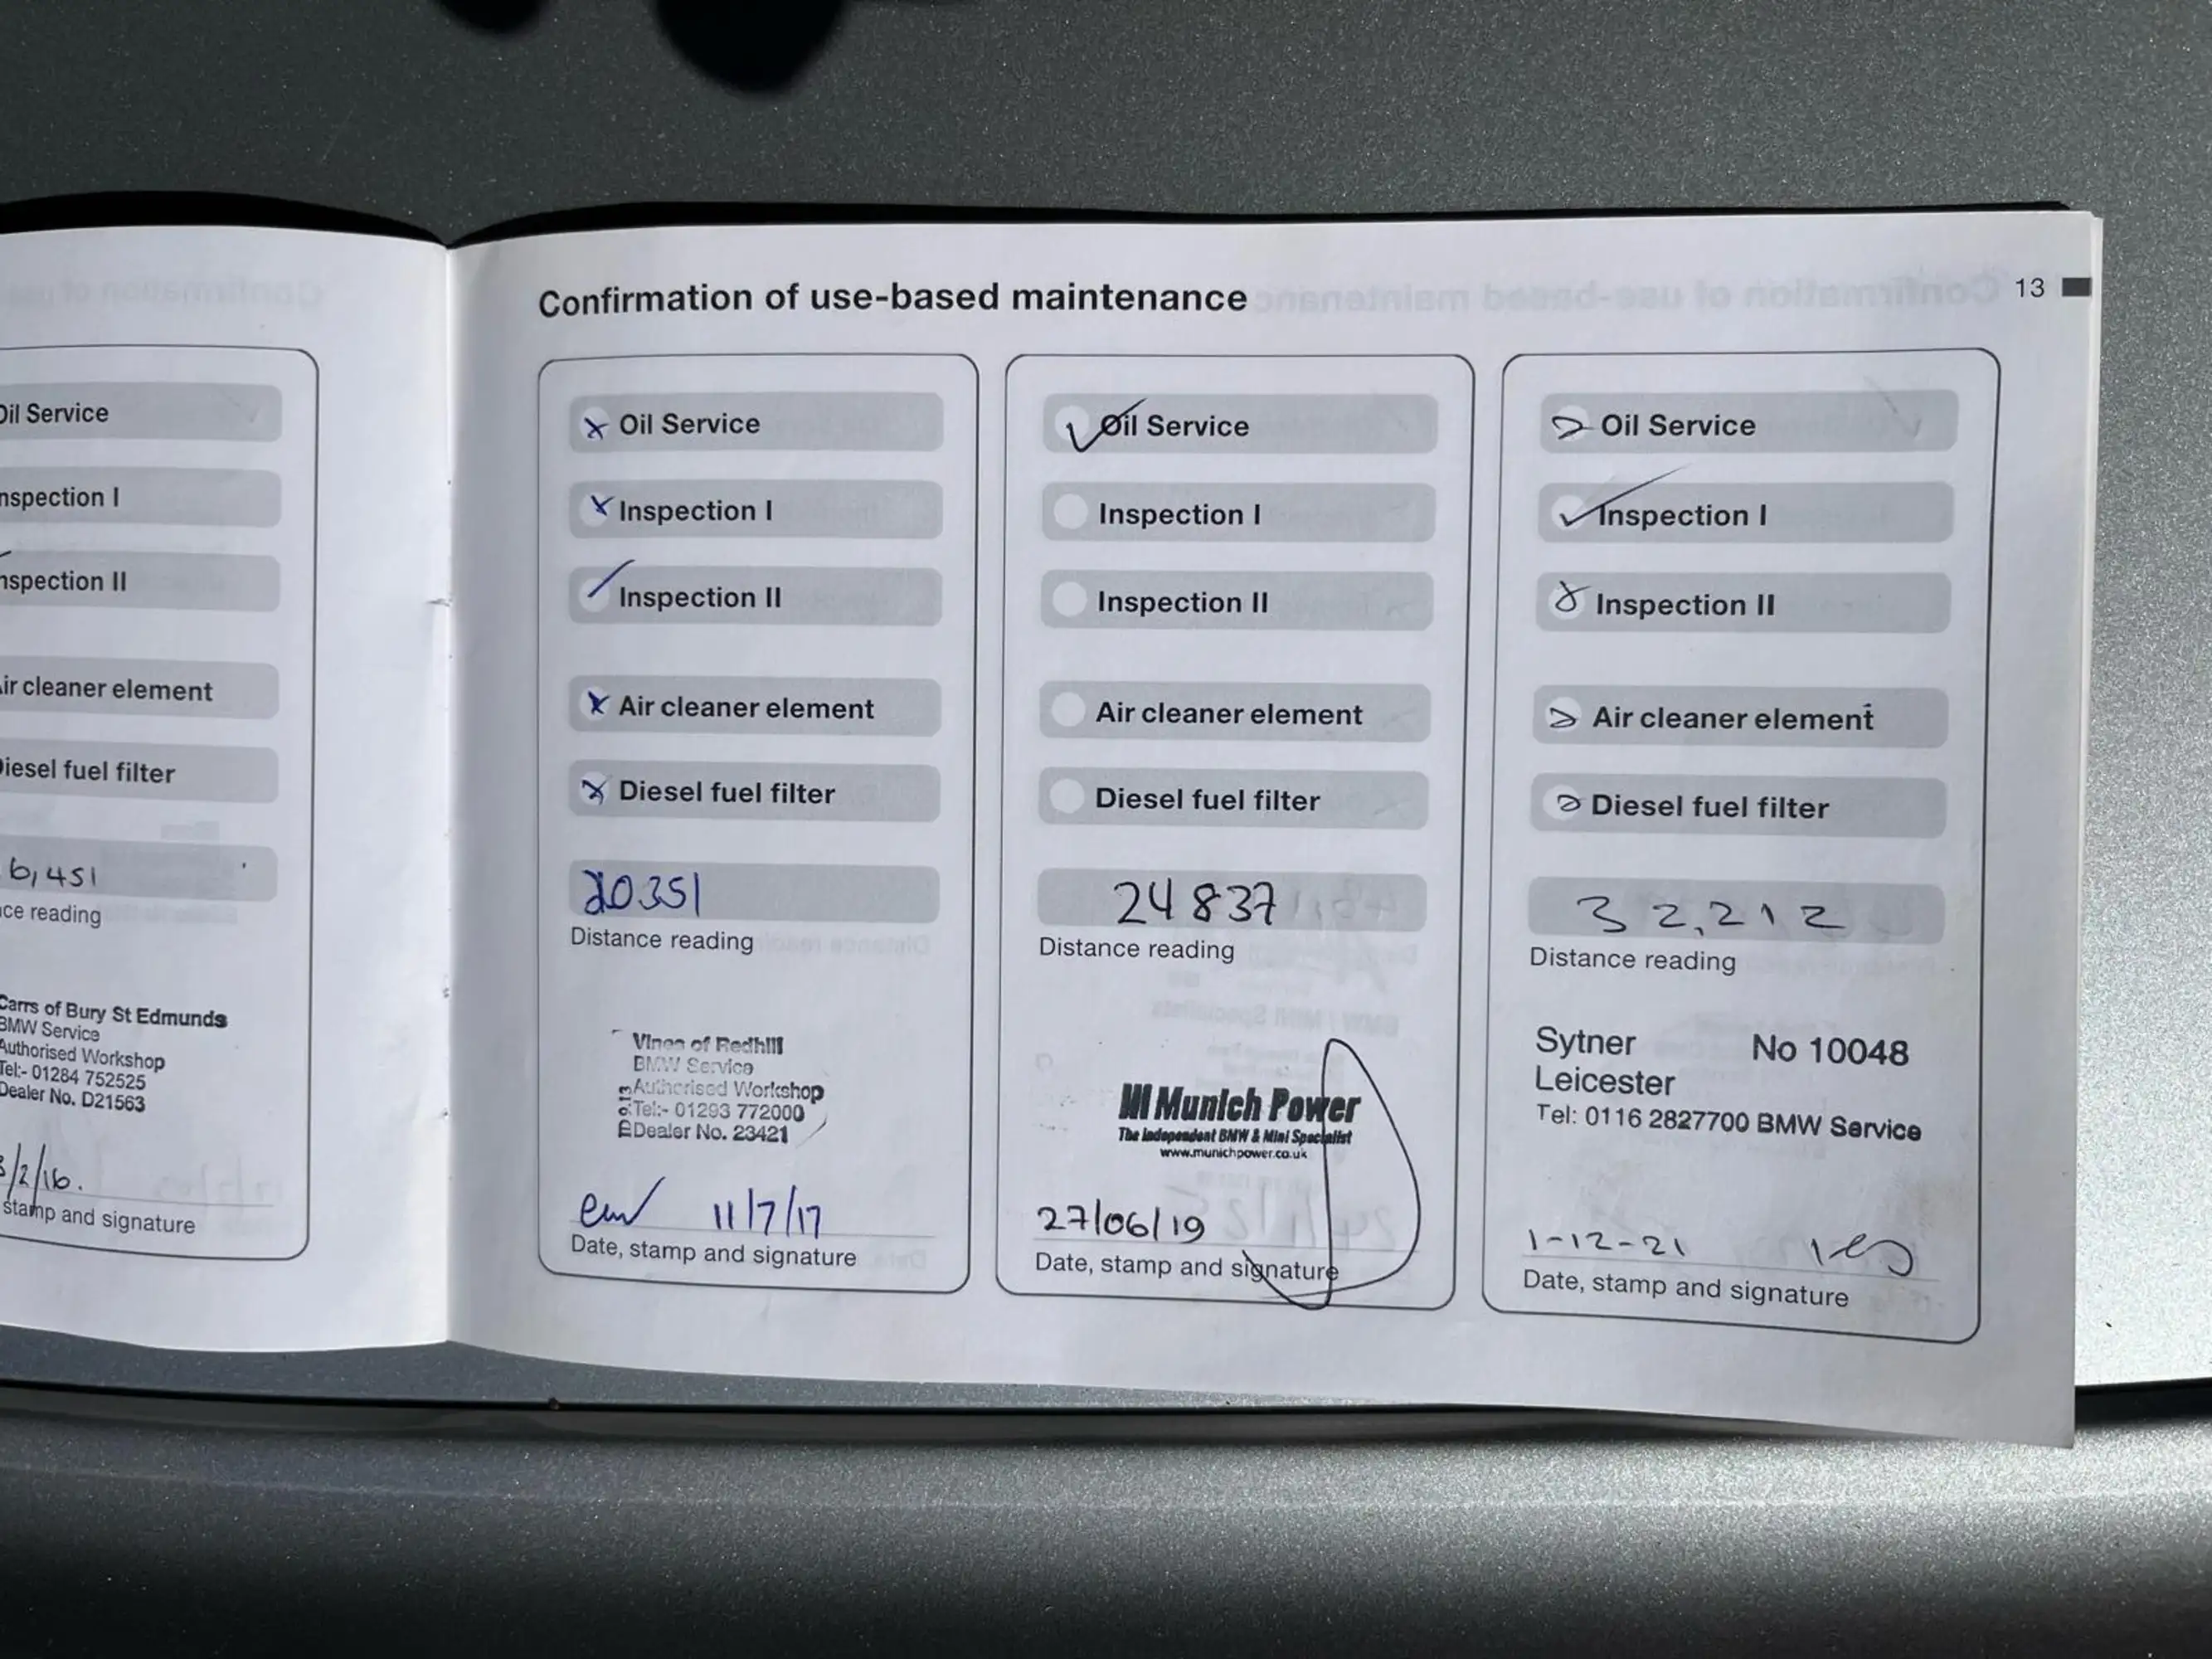 Oil Service
Inspection I
Inspection II
Air cleaner element
Diesel fuel filter
6,451
ce reading
Carrs of Bury St Edmunds
BMW Service
Authorised Workshop
Tel:- 01284 752525
Dealer No. D21563
/2/16.
stamp and signature
Confirmation of use-based maintenance
13
Oil Service
Inspection I
Inspection II
Air cleaner element
Diesel fuel filter
20351
Distance reading
Vines of Redhill
BMW Service
Authorised Workshop
Tel:- 01293 772000
Dealer No. 23421
11/7/17
Date, stamp and signature
Oil Service
Inspection I
Inspection II
Air cleaner element
Diesel fuel filter
24837
Distance reading
Munich Power
The Independent BMW & Mini Specialist
www.munichpower.co.uk
27/06/19
Date, stamp and signature
Oil Service
Inspection I
Inspection II
Air cleaner element
Diesel fuel filter
32,212
Distance reading
Sytner No 10048
Leicester
Tel: 0116 2827700 BMW Service
1-12-21
Date, stamp and signature